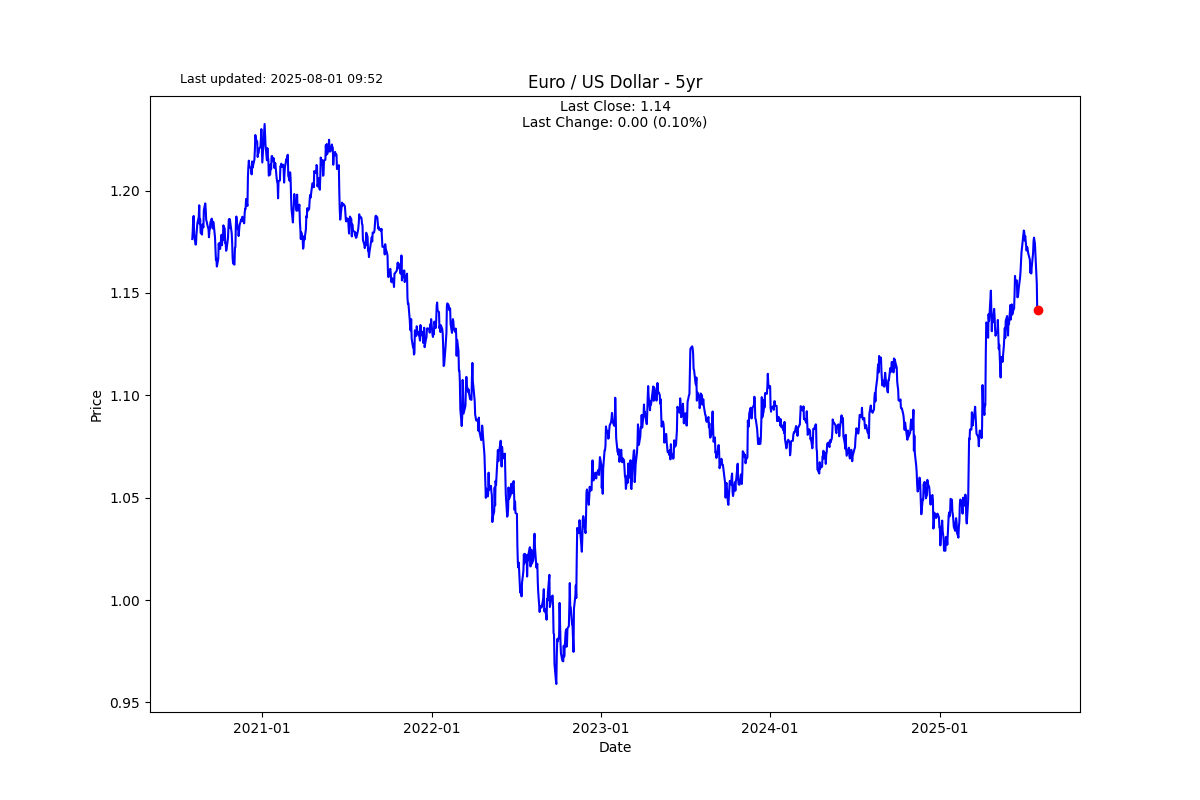 Last updated: 2025-08-01 09:52
Euro / US Dollar - 5yr
Last Close: 1.14
Last Change: 0.00 (0.10%)
Price
1.20
1.15
1.10
1.05
1.00
0.95
2021-01
2022-01
2023-01
2024-01
2025-01
Date